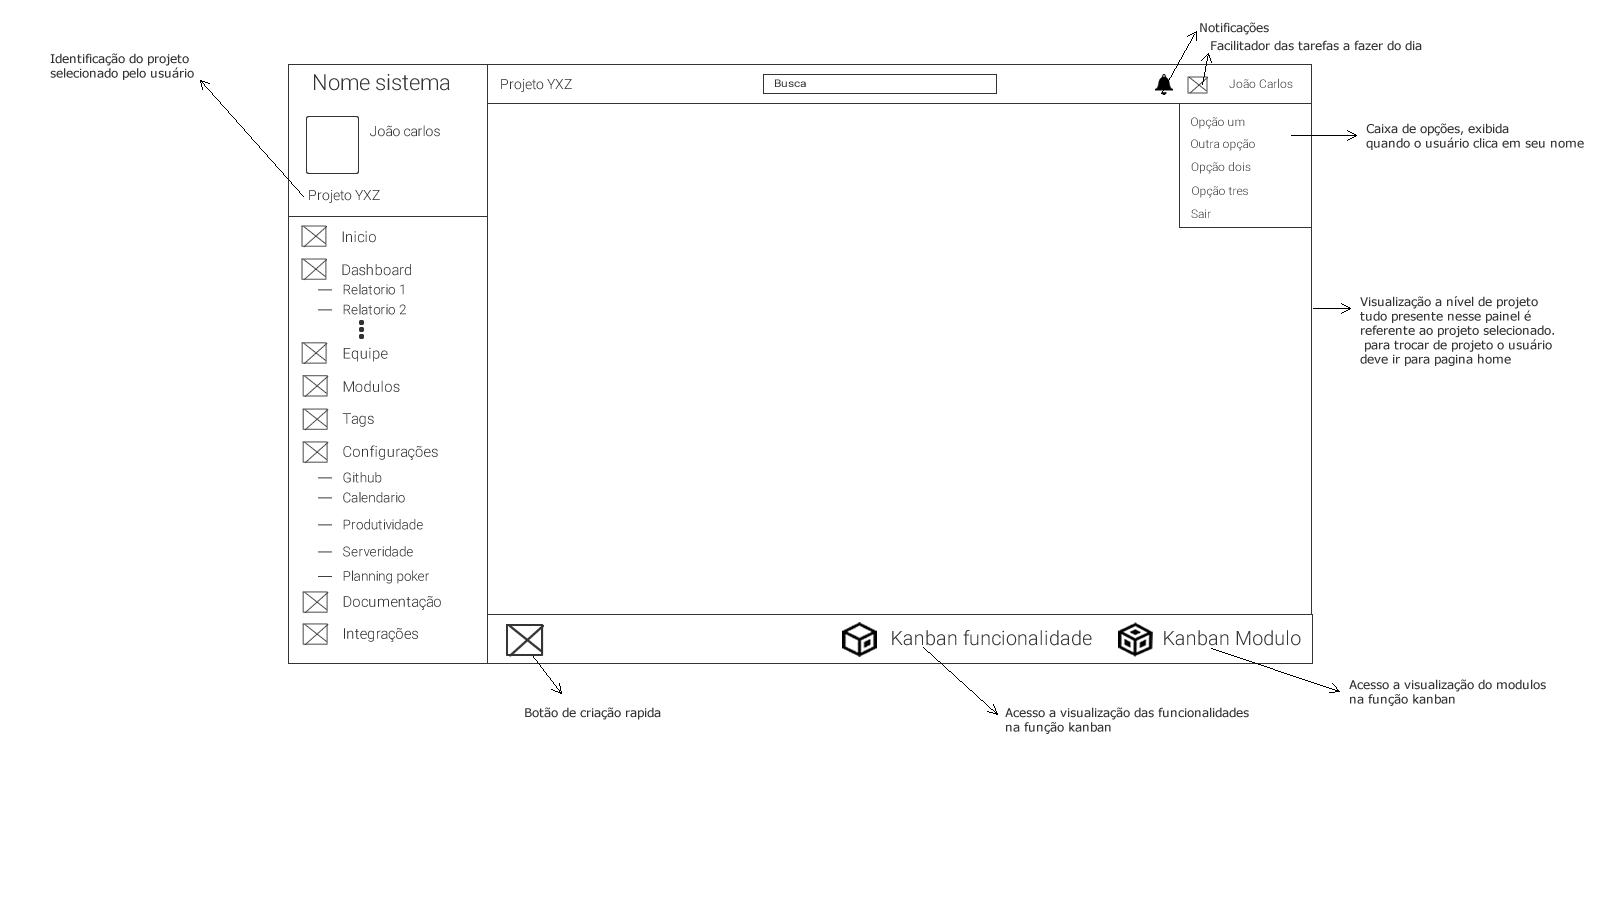 Notificações
Facilitador das tarefas a fazer do dia
Identificação do projeto
selecionado pelo usuário
Nome sistema
Projeto YXZ
Busca
João Carlos
João carlos
Projeto YXZ
Opção um
Outra opção
Opção dois
Opção tres
Sair
Caixa de opções, exibida
quando o usuário clica em seu nome
Inicio
Dashboard
Relatorio 1
Relatorio 2
Equipe
Modulos
Tags
Configurações
Github
Calendario
Produtividade
Serveridade
Planning poker
Documentação
Integrações
Visualização a nível de projeto
tudo presente nesse painel é
referente ao projeto selecionado.
para trocar de projeto o usuário
deve ir para pagina home
Kanban funcionalidade
Kanban Modulo
Botão de criação rapida
Acesso a visualização das funcionalidades
na função kanban
Acesso a visualização do modulos
na função kanban